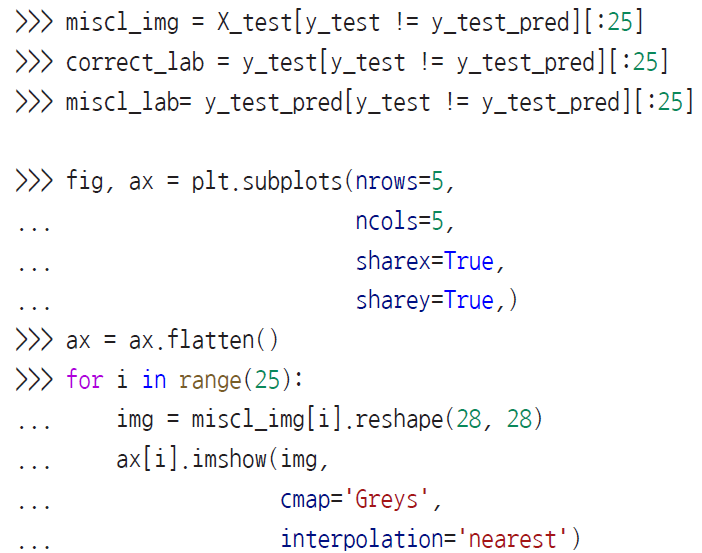 >>> miscl_img = X_test[y_test != y_test_pred][:25]
>>> correct_lab = y_test[y_test != y_test_pred][:25]
>>> miscl_lab= y_test_pred[y_test != y_test_pred][:25]
>>> fig, ax = plt.subplots(nrows=5,
...                        ncols=5,
...                        sharex=True,
...                        sharey=True,)
>>> ax = ax.flatten()
>>> for i in range(25):
...     img = miscl_img[i].reshape(28, 28)
...     ax[i].imshow(img,
...                  cmap='Greys',
...                  interpolation='nearest')